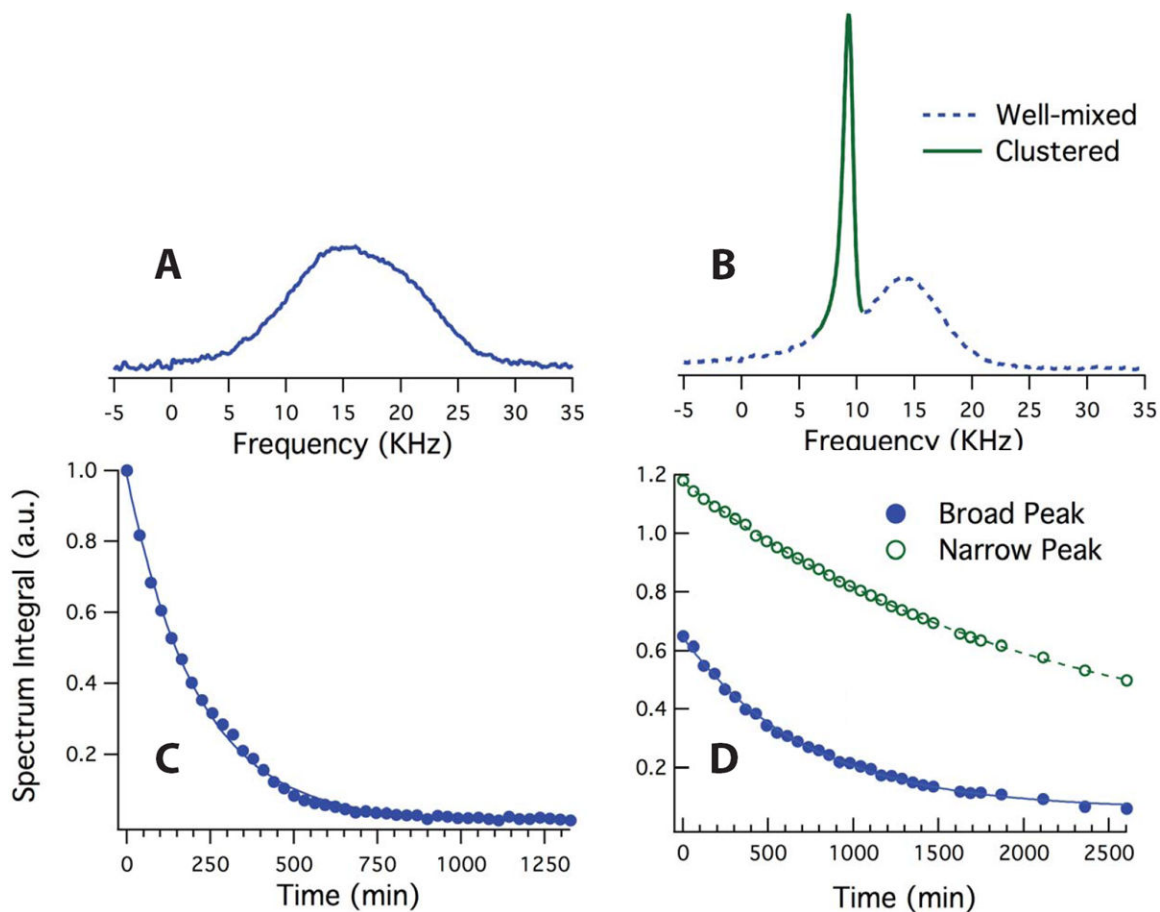 A
-5 0 5 10 15 20 25 30 35
Frequency (KHz)
B
Well-mixed
Clustered
-5 0 5 10 15 20 25 30 35
Frequency (KHz)
Spectrum Integral (a.u.)
1.0
0.8
0.6
0.4
0.2
C
0 250 500 750 1000 1250
Time (min)
1.2
1.0
0.8
0.6
0.4
0.2
Broad Peak
Narrow Peak
D
0 500 1000 1500 2000 2500
Time (min)